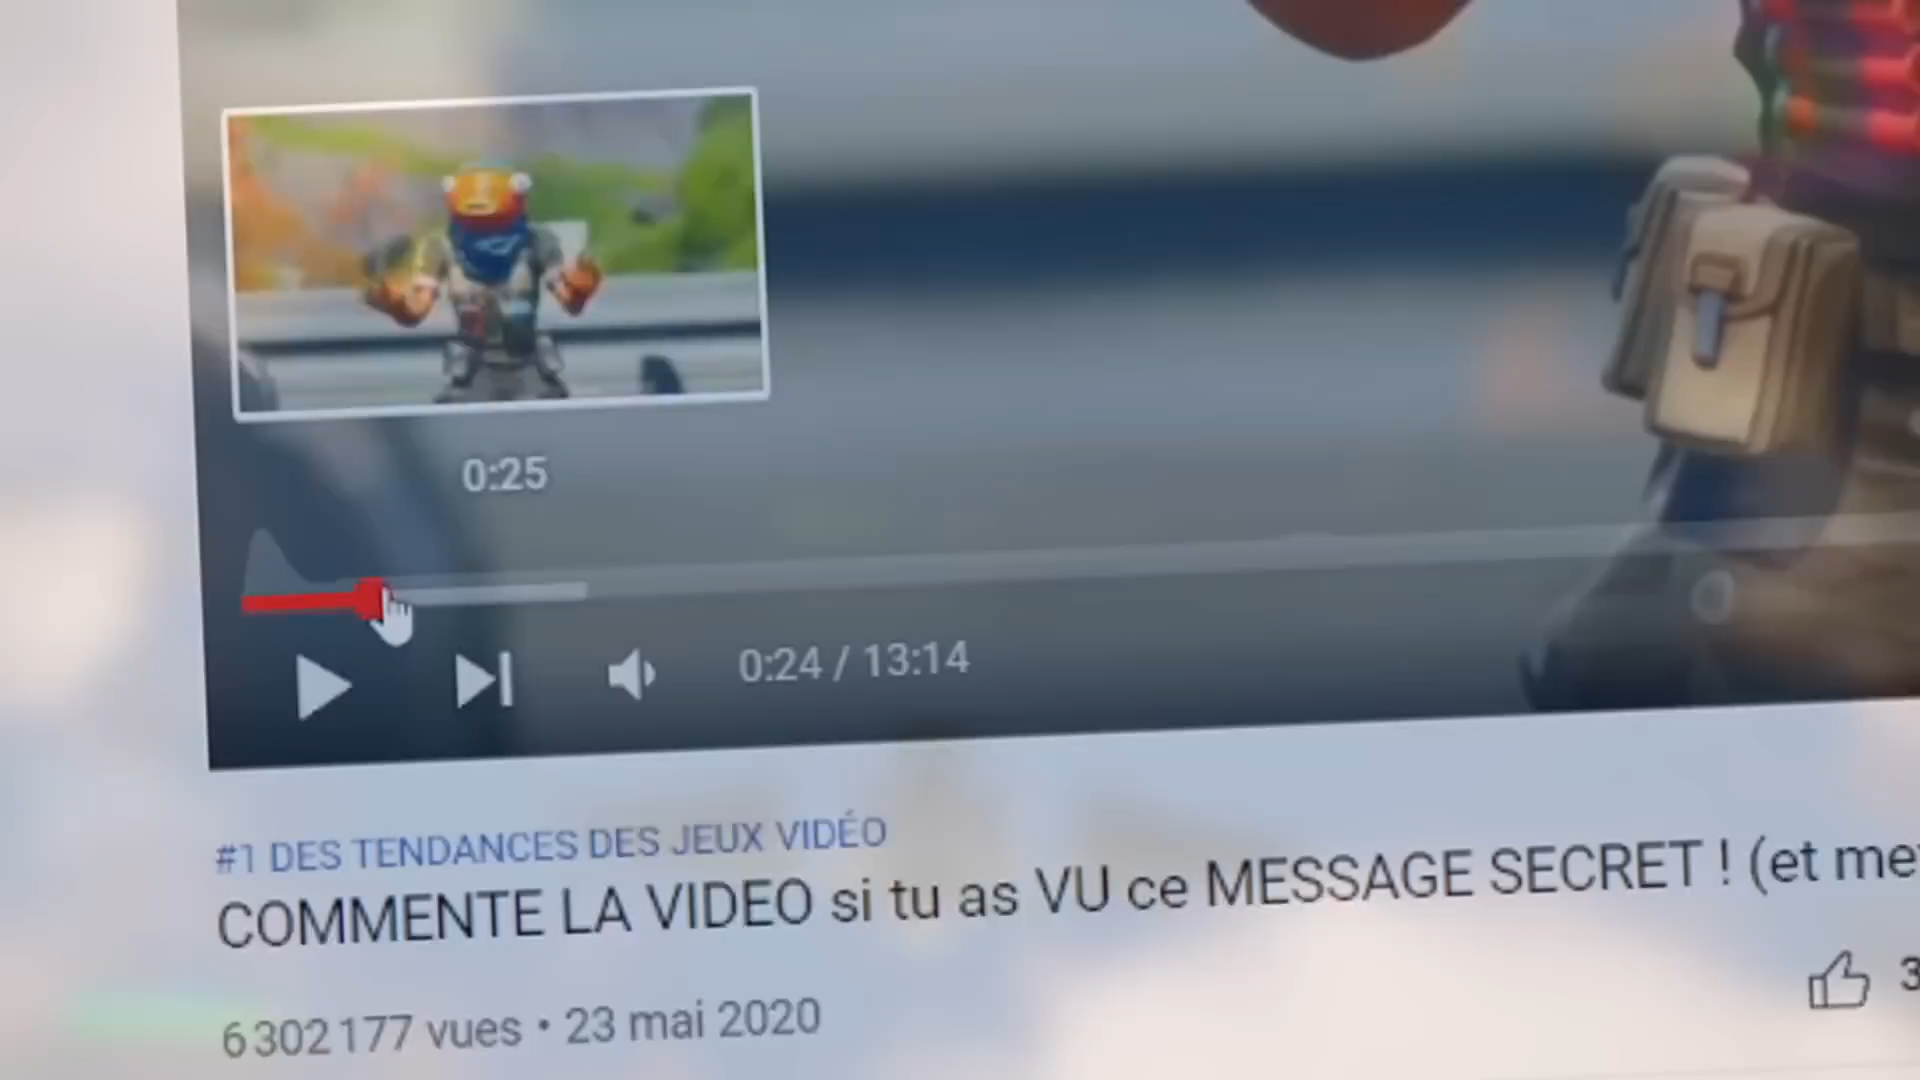 0:25
0:24 / 13:14
#1 DES TENDANCES DES JEUX VIDÉO
COMMENTE LA VIDEO si tu as VU ce MESSAGE SECRET ! (et me
6 302 177 vues • 23 mai 2020
3